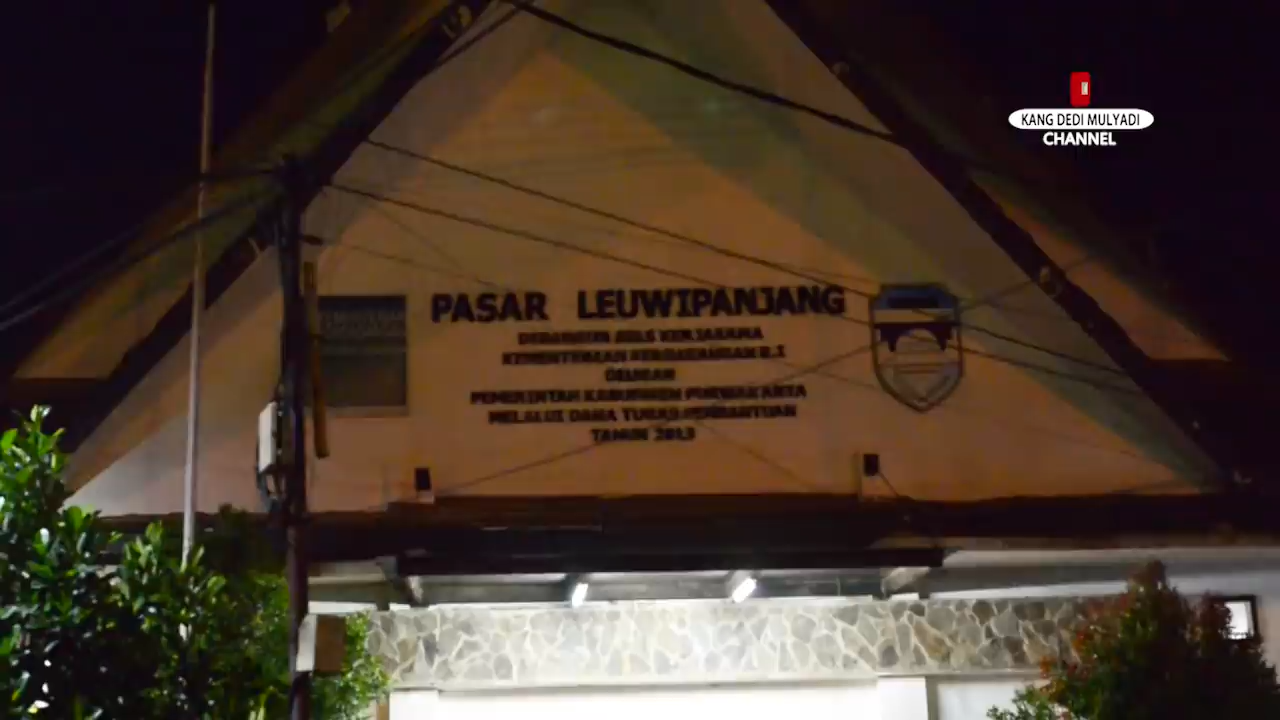 KANG DEDI MULYADI
CHANNEL
PASAR LEUWIPANJANG
DIBANGUN ATAS KERJASAMA
KEMENTERIAN PERDAGANGAN R.I
DENGAN
PEMERINTAH KABUPATEN PURWAKARTA
MELALUI DANA TUGAS PEMBANTUAN
TAHUN 2013